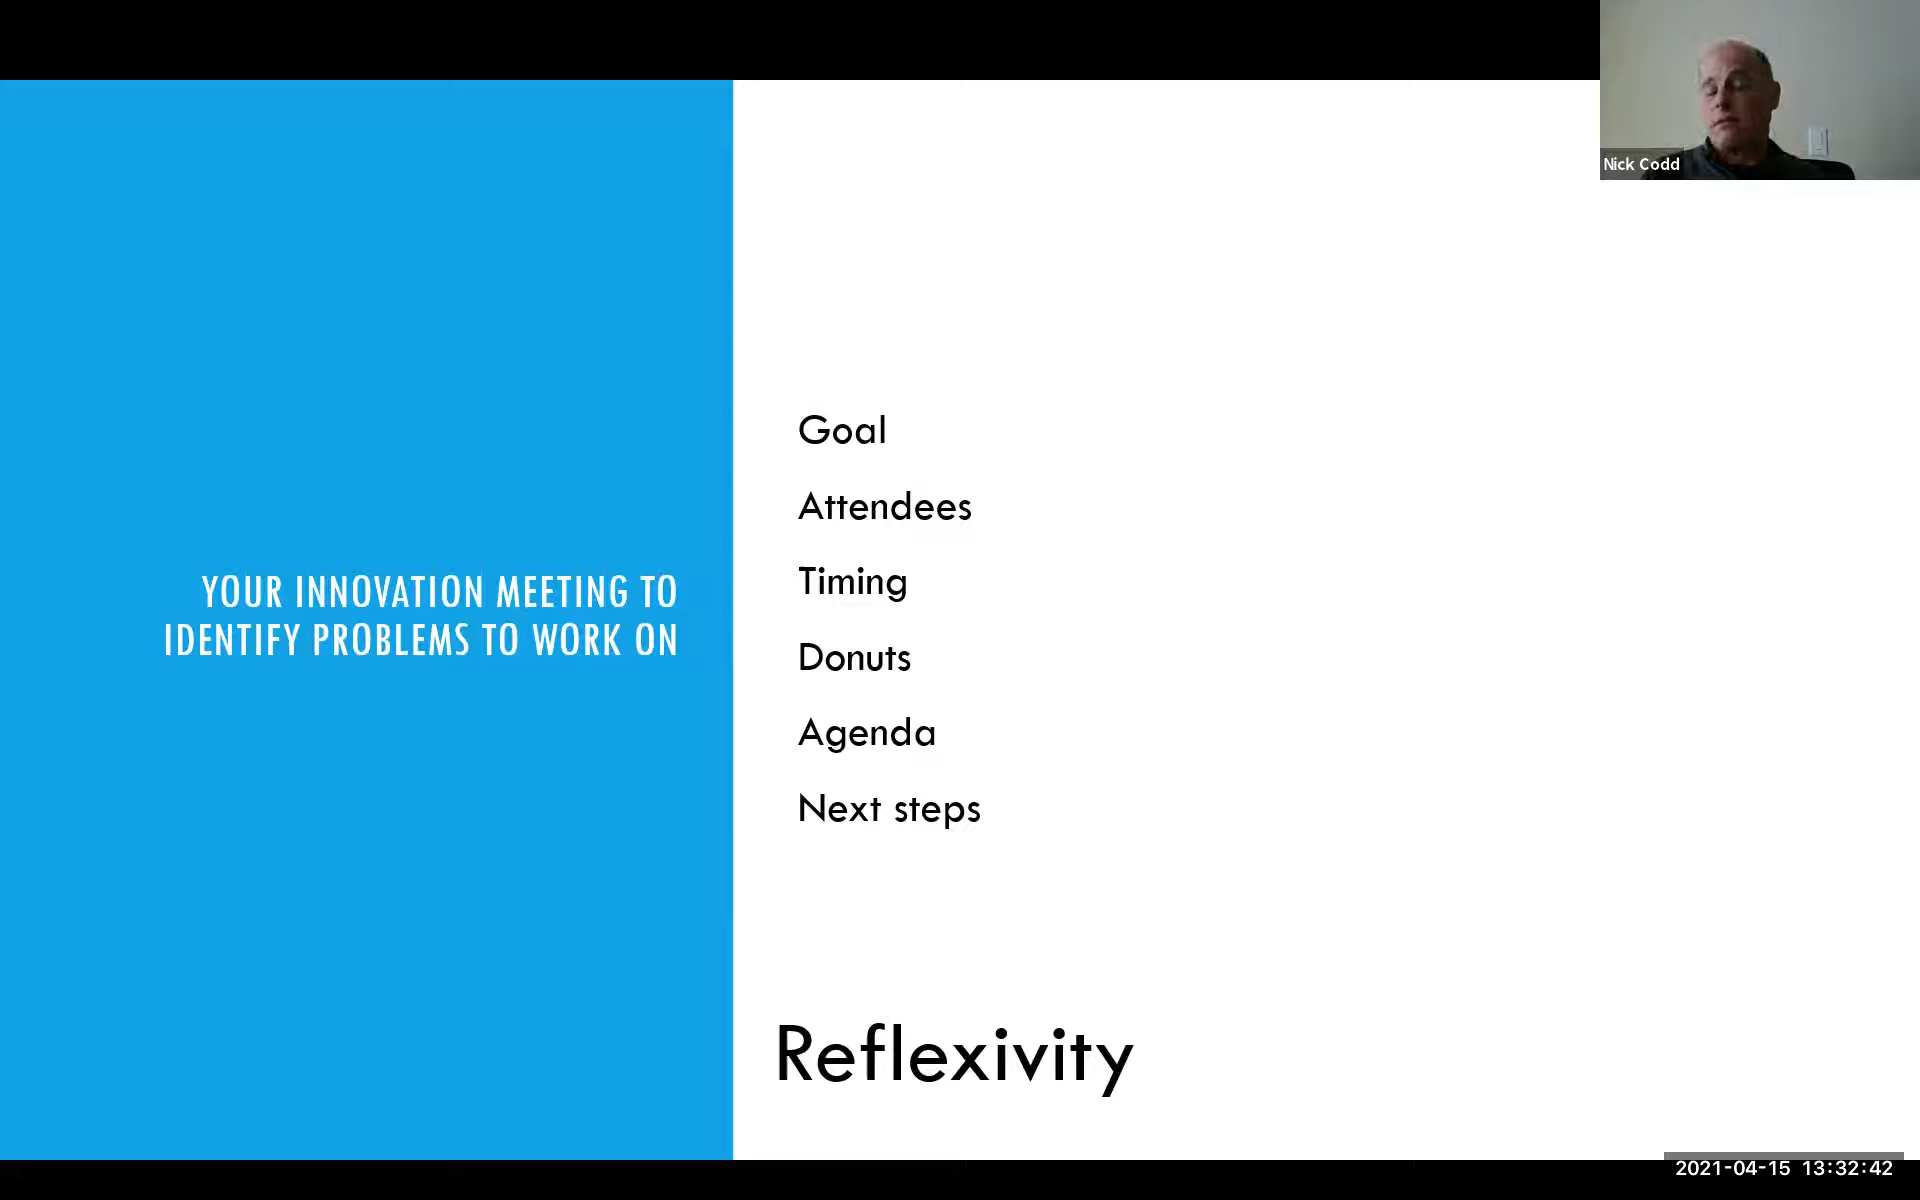 Nick Codd
YOUR INNOVATION MEETING TO
IDENTIFY PROBLEMS TO WORK ON
Goal
Attendees
Timing
Donuts
Agenda
Next steps
Reflexivity
2021-04-15 13:32:42